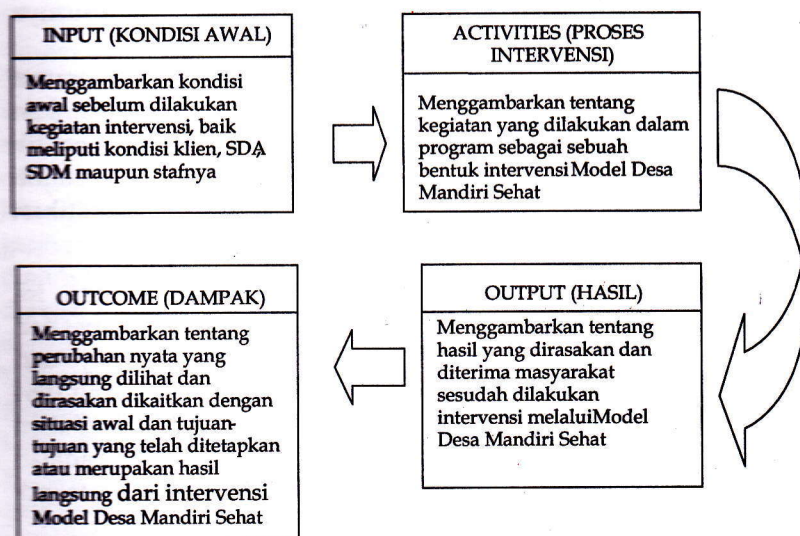 INPUT (KONDISI AWAL)
Menggambarkan kondisi
awal sebelum dilakukan
kegiatan intervensi, baik
meliputi kondisi klien, SDA
SDM maupun stafnya
ACTIVITIES (PROSES
INTERVENSI)
Menggambarkan tentang
kegiatan yang dilakukan dalam
program sebagai sebuah
bentuk intervensi Model Desa
Mandiri Sehat
OUTPUT (HASIL)
Menggambarkan tentang
hasil yang dirasakan dan
diterima masyarakat
sesudah dilakukan
intervensi melaluiModel
Desa Mandiri Sehat
OUTCOME (DAMPAK)
Menggambarkan tentang
perubahan nyata yang
langsung dilihat dan
dirasakan dikaitkan dengan
situasi awal dan tujuan-
tujuan yang telah ditetapkan
atau merupakan hasil
langsung dari intervensi
Model Desa Mandiri Sehat